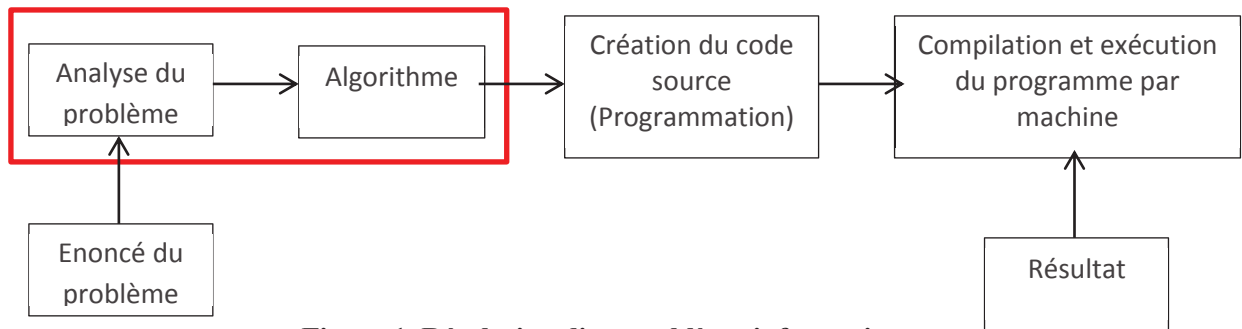 Analyse du
problème
Algorithme
Création du code
source
(Programmation)
Compilation et exécution
du programme par
machine
Enoncé du
problème
Résultat